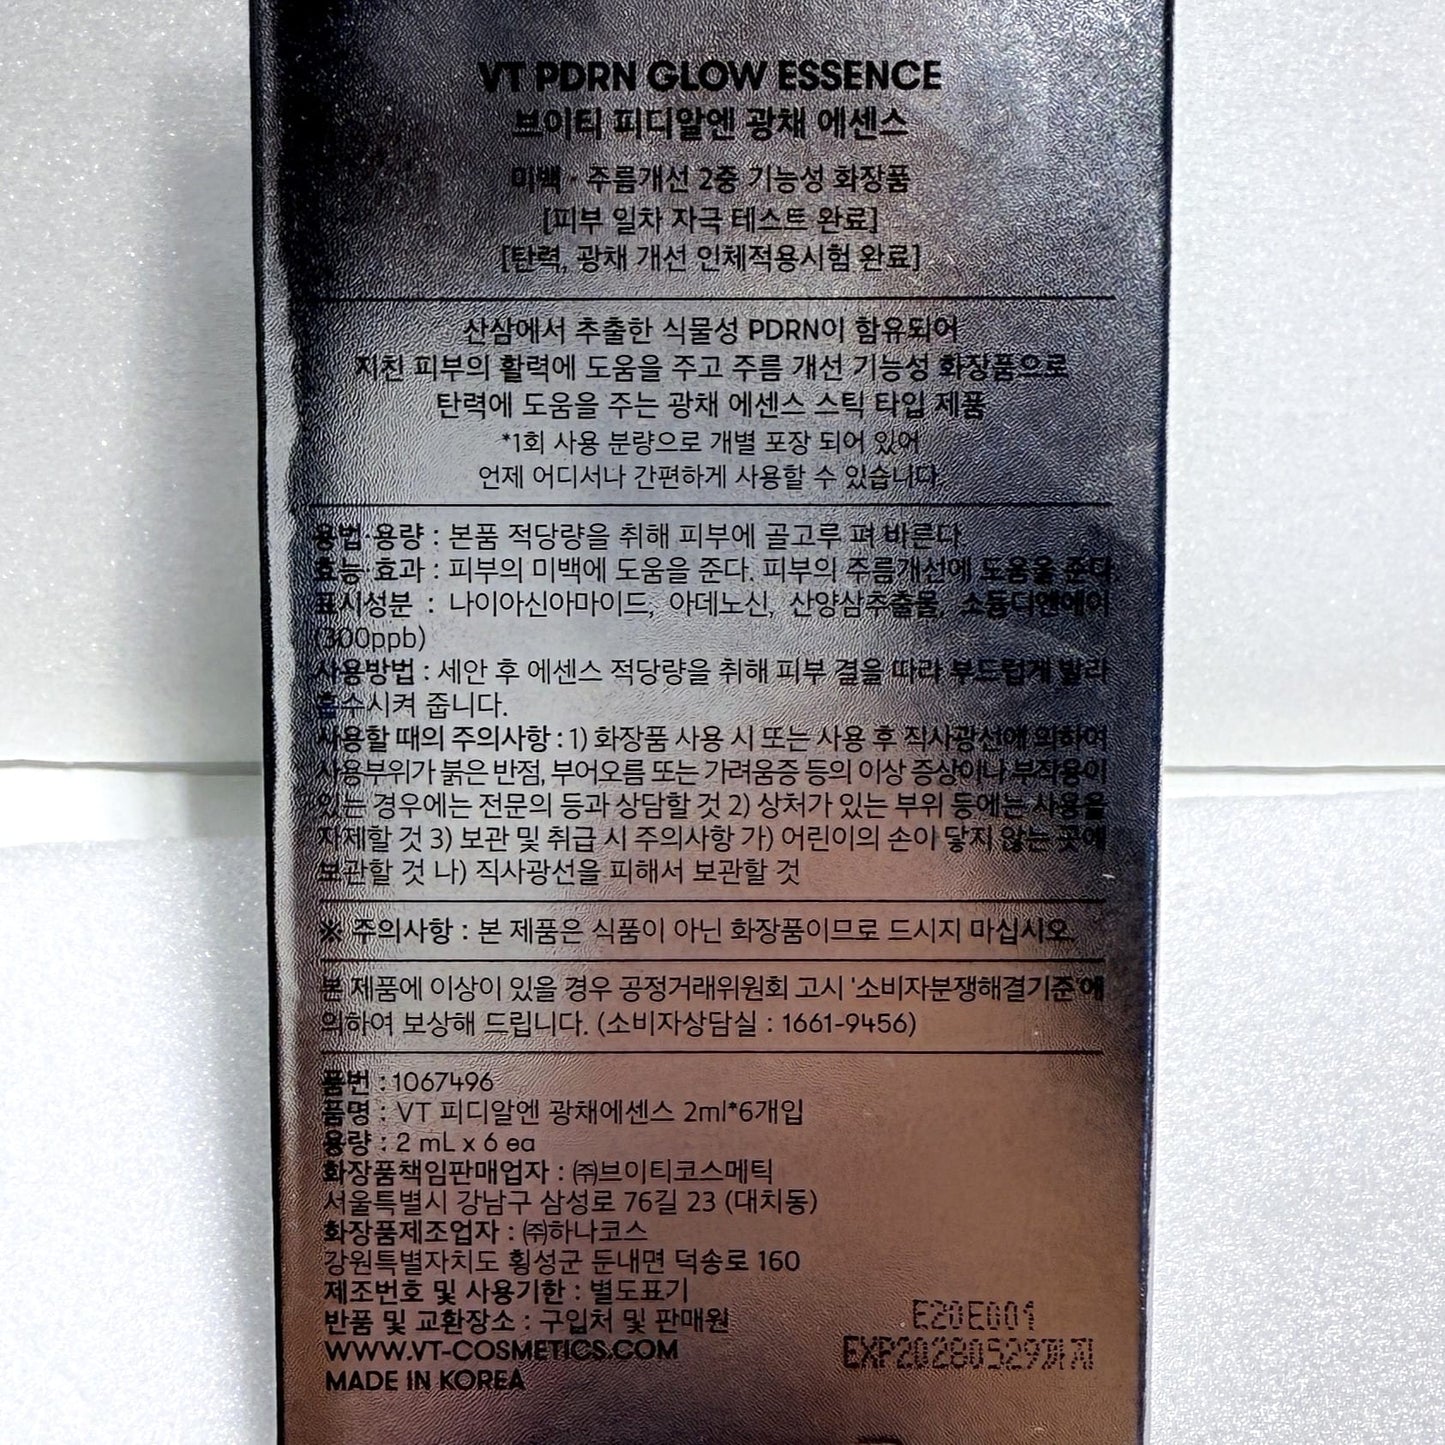 VT PDRN GLOW ESSENCE
브이티 피디알엔 광채 에센스
미백 · 주름개선 2중 기능성 화장품
[피부 일차 자극 테스트 완료]
[탄력, 광채 개선 인체적용시험 완료]
산삼에서 추출한 식물성 PDRN이 함유되어
지친 피부의 활력에 도움을 주고 주름 개선 기능성 화장품으로
탄력에 도움을 주는 광채 에센스 스틱 타입 제품
*1회 사용 분량으로 개별 포장 되어 있어
언제 어디서나 간편하게 사용할 수 있습니다.
용법·용량 : 본품 적당량을 취해 피부에 골고루 펴 바른다.
효능·효과 : 피부의 미백에 도움을 준다. 피부의 주름개선에 도움을 준다.
표시성분 : 나이아신아마이드, 아데노신, 산양삼추출물, 소듐디엔에이
(300ppb)
사용방법 : 세안 후 에센스 적당량을 취해 피부 결을 따라 부드럽게 발라
흡수시켜 줍니다.
사용할 때의 주의사항 : 1) 화장품 사용 시 또는 사용 후 직사광선에 의하여
사용부위가 붉은 반점, 부어오름 또는 가려움증 등의 이상 증상이나 부작용이
있는 경우에는 전문의 등과 상담할 것 2) 상처가 있는 부위 등에는 사용을
자제할 것 3) 보관 및 취급 시 주의사항 가) 어린이의 손이 닿지 않는 곳에
보관할 것 나) 직사광선을 피해서 보관할 것
※ 주의사항 : 본 제품은 식품이 아닌 화장품이므로 드시지 마십시오.
본 제품에 이상이 있을 경우 공정거래위원회 고시 '소비자분쟁해결기준'에
의하여 보상해 드립니다. (소비자상담실 : 1661-9456)
품번 : 1067496
품명 : VT 피디알엔 광채에센스 2ml*6개입
용량 : 2 mL x 6 ea
화장품책임판매업자 : ㈜브이티코스메틱
서울특별시 강남구 삼성로 76길 23 (대치동)
화장품제조업자 : ㈜하나코스
강원특별자치도 횡성군 둔내면 덕송로 160
제조번호 및 사용기한 : 별도표기
반품 및 교환장소 : 구입처 및 판매원
WWW.VT-COSMETICS.COM
MADE IN KOREA
E20E001
EXP20280529까지